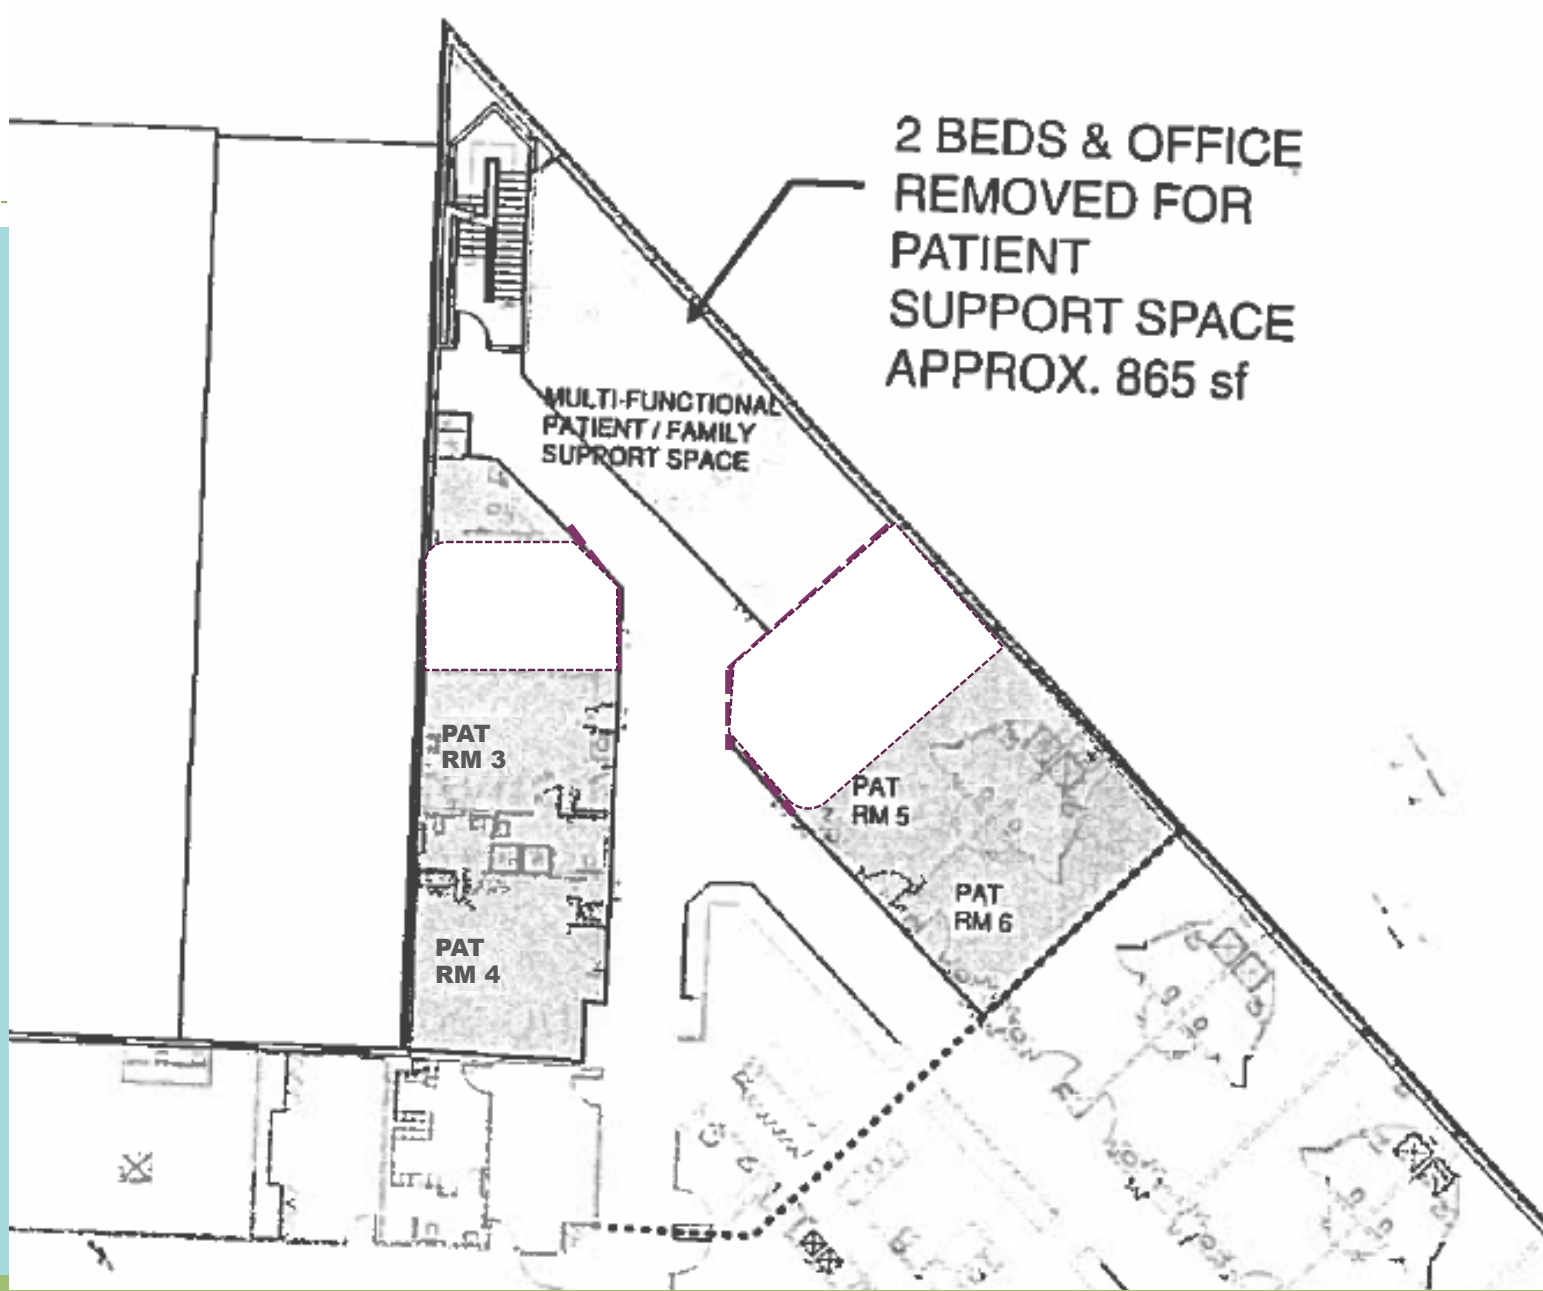 2 BEDS & OFFICE
REMOVED FOR
PATIENT
SUPPORT SPACE
APPROX. 865 sf
MULTI-FUNCTIONAL
PATIENT / FAMILY
SUPPORT SPACE
PAT
RM 3
PAT
RM 5
PAT
RM 6
PAT
RM 4